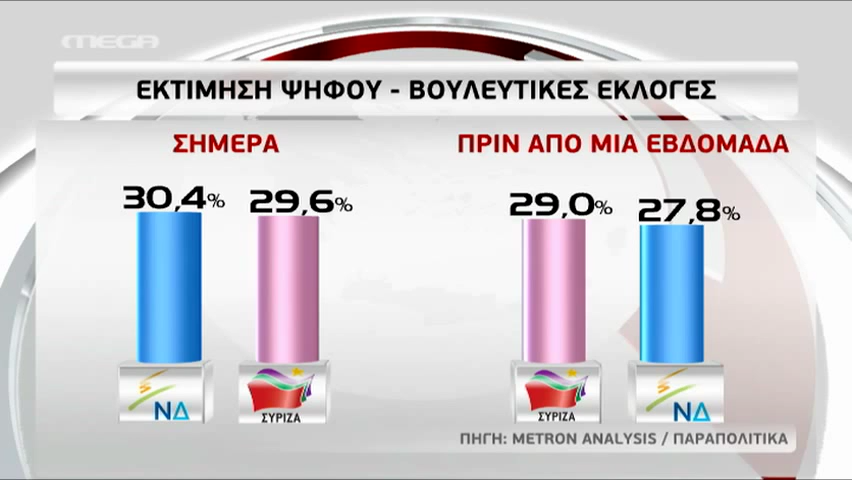 MEGA
ΕΚΤΙΜΗΣΗ ΨΗΦΟΥ - ΒΟΥΛΕΥΤΙΚΕΣ ΕΚΛΟΓΕΣ
ΣΗΜΕΡΑ
30,4% 29,6%
ΝΔ ΣΥΡΙΖΑ
ΠΡΙΝ ΑΠΟ ΜΙΑ ΕΒΔΟΜΑΔΑ
29,0% 27,8%
ΣΥΡΙΖΑ ΝΔ
ΠΗΓΗ: METRON ANALYSIS / ΠΑΡΑΠΟΛΙΤΙΚΑ